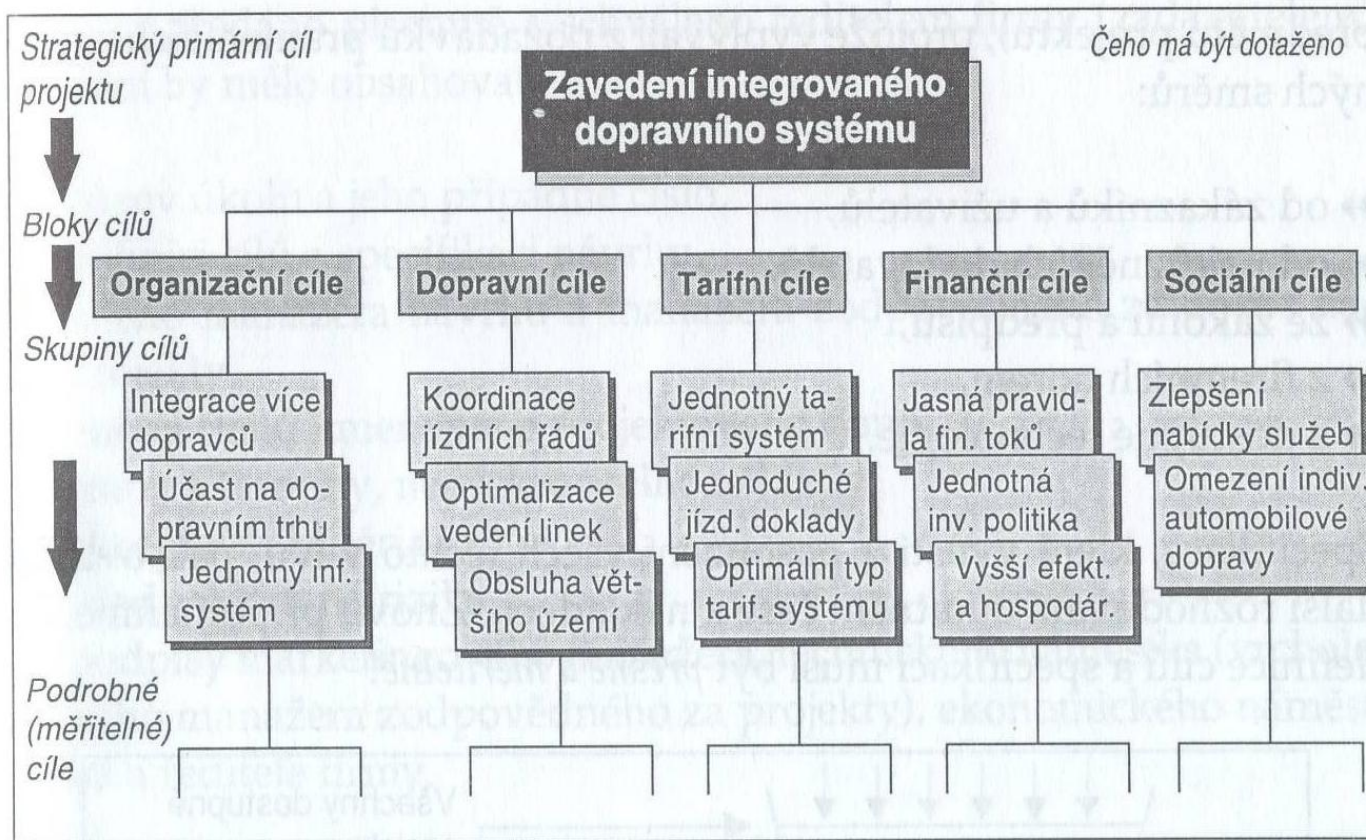 Strategický primární cíl
projektu
Čeho má být dotaženo
Zavedení integrovaného
dopravního systému
Bloky cílů
Organizační cíle
Dopravní cíle
Tarifní cíle
Finanční cíle
Sociální cíle
Skupiny cílů
Integrace více
dopravců
Účast na do-
pravním trhu
Jednotný inf.
systém
Koordinace
jízdních řádů
Optimalizace
vedení linek
Obsluha vět-
šího území
Jednotný ta-
rifní systém
Jednoduché
jízd. doklady
Optimální typ
tarif. systému
Jasná pravid-
la fin. toků
Jednotná
inv. politika
Vyšší efekt.
a hospodár.
Zlepšení
nabídky služeb
Omezení indiv.
automobilové
dopravy
Podrobné
(měřitelné)
cíle